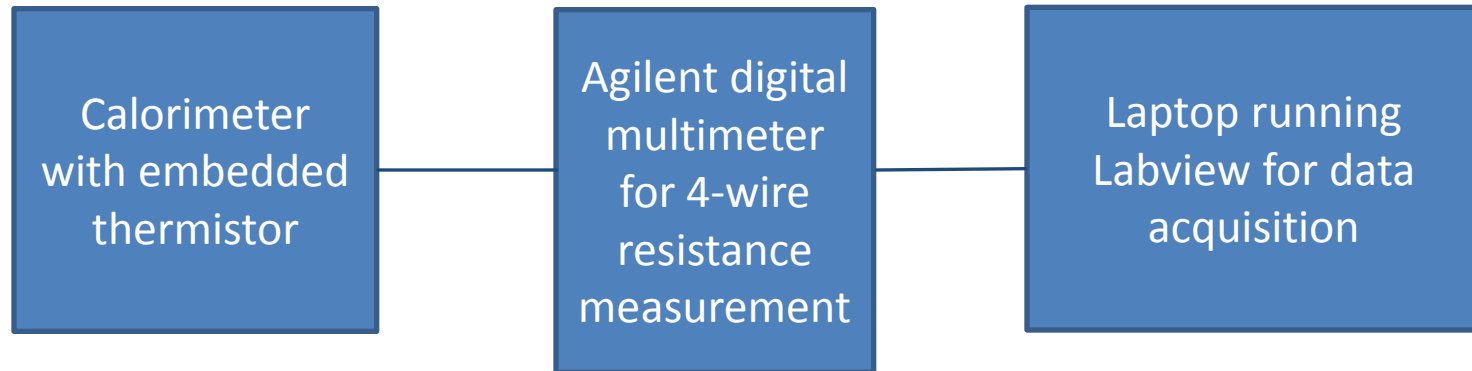 Calorimeter
with embedded
thermistor
Agilent digital
multimeter
for 4-wire
resistance
measurement
Laptop running
Labview for data
acquisition